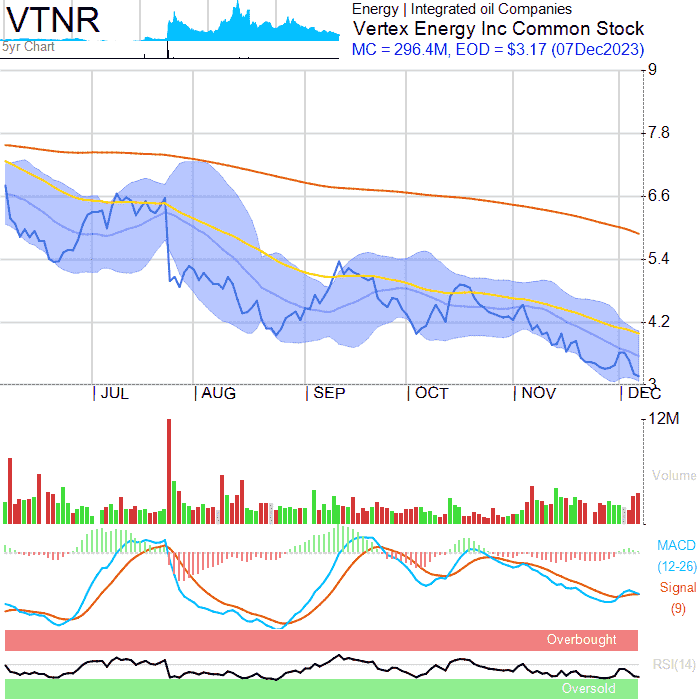 VTNR
5yr Chart
Energy | Integrated oil Companies
Vertex Energy Inc Common Stock
MC = 296.4M, EOD = $3.17 (07Dec2023)
9
7.8
6.6
5.4
4.2
3
JUL AUG SEP OCT NOV DEC
12M
Volume
MACD
(12-26)
Signal
(9)
Overbought
RSI(14)
Oversold